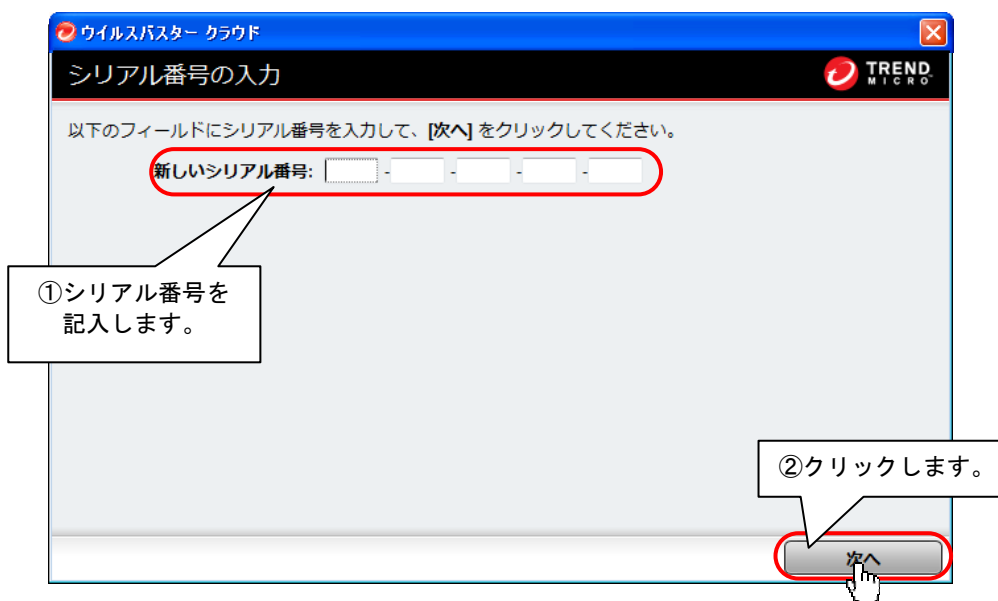 ウイルスバスター クラウド
シリアル番号の入力
TREND
MICRO
以下のフィールドにシリアル番号を入力して、[次へ] をクリックしてください。
新しいシリアル番号: - - - -
①シリアル番号を
記入します。
②クリックします。
次へ